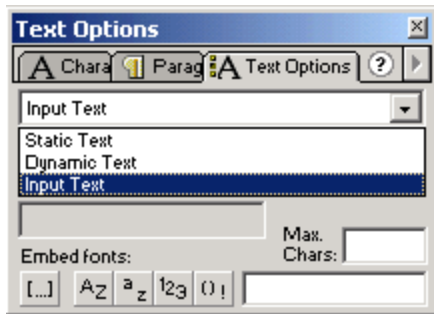 Text Options
A Chara ¶ Parag A Text Options ?
Input Text
Static Text
Dynamic Text
Input Text
Max.
Embed fonts: Chars:
[...] AZ az 123 ()!